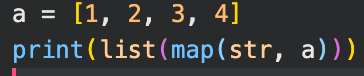 a = [1, 2, 3, 4]
print(list(map(str, a)))